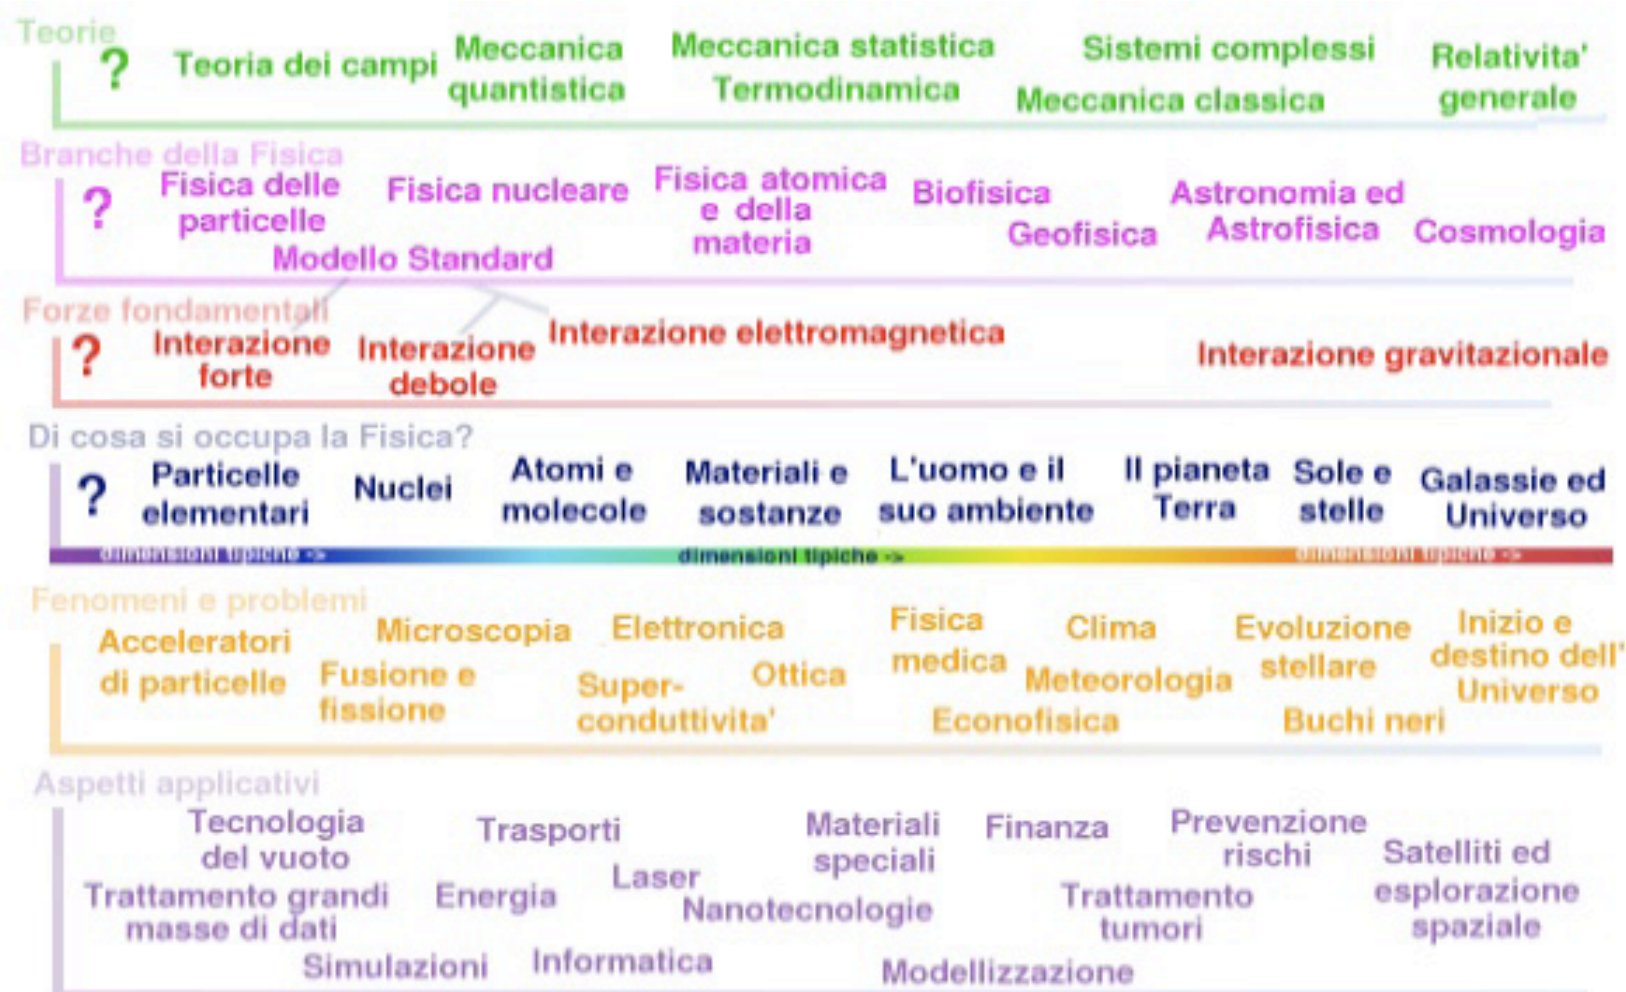 Teorie
? Teoria dei campi Meccanica quantistica Meccanica statistica Termodinamica Sistemi complessi Meccanica classica Relativita' generale
Branche della Fisica
? Fisica delle particelle Modello Standard Fisica nucleare Fisica atomica e della materia Biofisica Geofisica Astronomia ed Astrofisica Cosmologia
Forze fondamentali
? Interazione forte Interazione debole Interazione elettromagnetica Interazione gravitazionale
Di cosa si occupa la Fisica?
? Particelle elementari Nuclei Atomi e molecole Materiali e sostanze L'uomo e il suo ambiente Il pianeta Terra Sole e stelle Galassie ed Universo
dimensioni tipiche -> dimensioni tipiche -> dimensioni tipiche ->
Fenomeni e problemi
Acceleratori di particelle Microscopia Fusione e fissione Elettronica Super-conduttivita' Ottica Fisica medica Econofisica Clima Meteorologia Evoluzione stellare Buchi neri Inizio e destino dell' Universo
Aspetti applicativi
Tecnologia del vuoto Trasporti Materiali speciali Finanza Prevenzione rischi Satelliti ed esplorazione spaziale
Trattamento grandi masse di dati Energia Laser Nanotecnologie Trattamento tumori
Simulazioni Informatica Modellizzazione